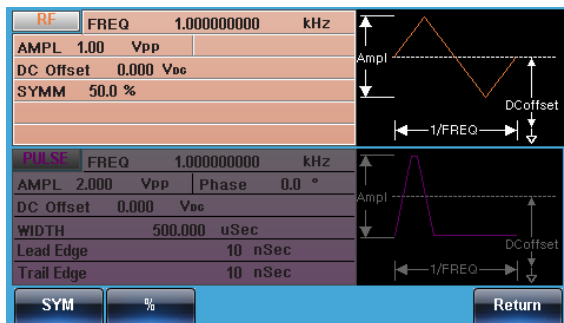 RF FREQ 1.000000000 kHz
AMPL 1.00 Vpp
DC Offset 0.000 VDC
SYMM 50.0 %
Ampl
DCoffset
1/FREQ
PULSE FREQ 1.000000000 kHz
AMPL 2.000 Vpp Phase 0.0 °
DC Offset 0.000 VDC
WIDTH 500.000 uSec
Lead Edge 10 nSec
Trail Edge 10 nSec
Ampl
DCoffset
1/FREQ
SYM % Return